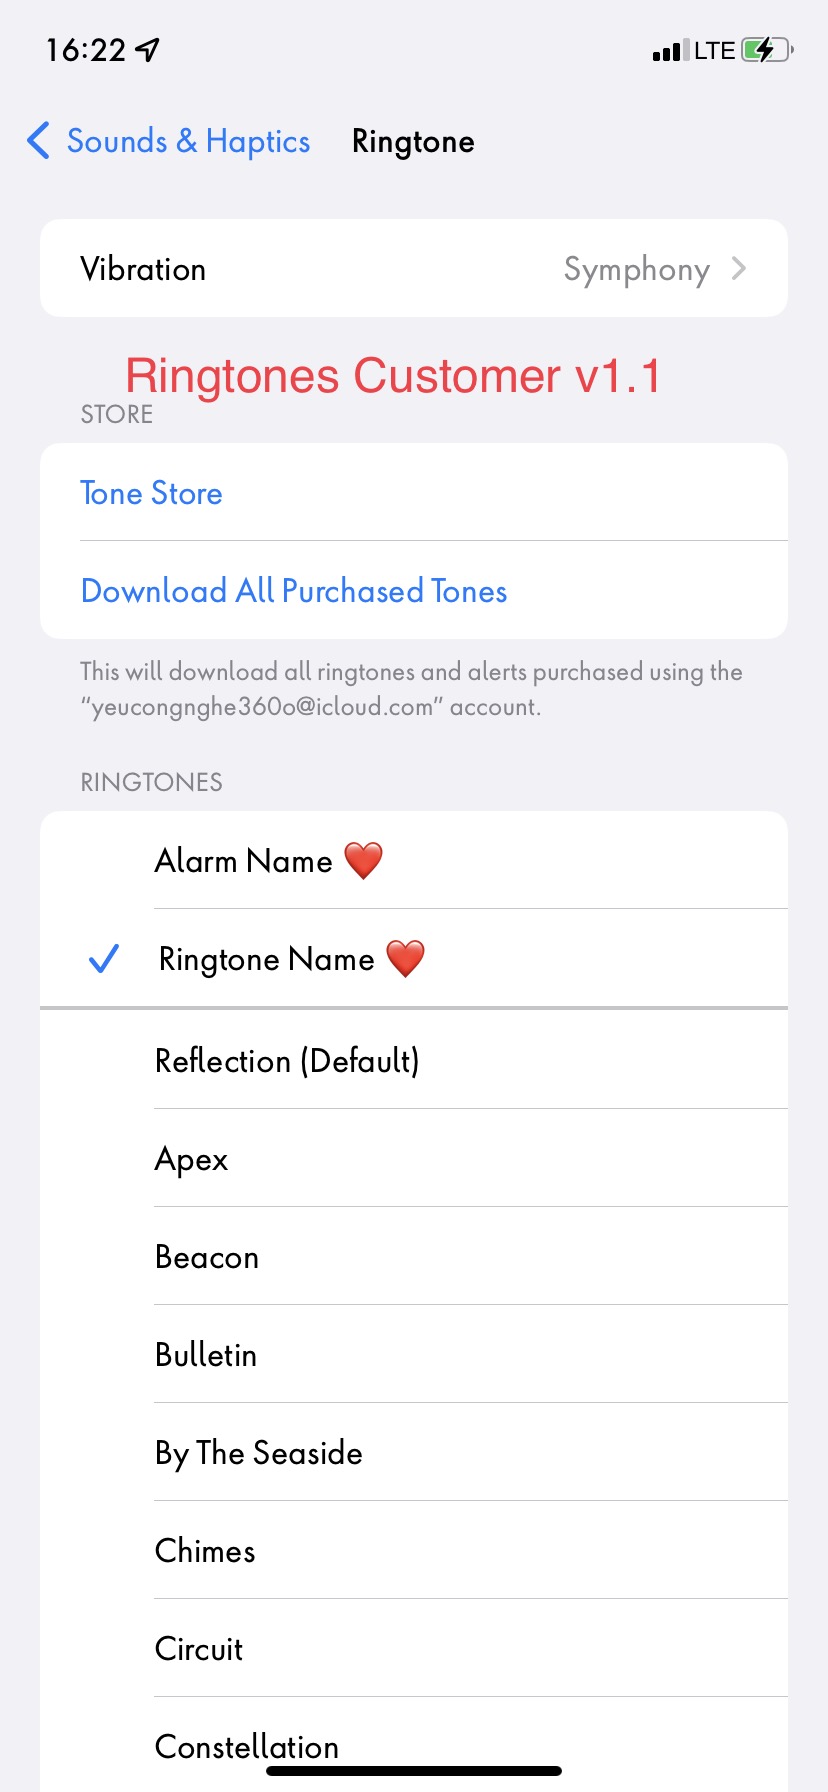 16:22 LTE
Sounds & Haptics Ringtone
Vibration Symphony
Ringtones Customer v1.1
STORE
Tone Store
Download All Purchased Tones
This will download all ringtones and alerts purchased using the
“yeucongnghe360o@icloud.com” account.
RINGTONES
Alarm Name ❤️
Ringtone Name ❤️
Reflection (Default)
Apex
Beacon
Bulletin
By The Seaside
Chimes
Circuit
Constellation